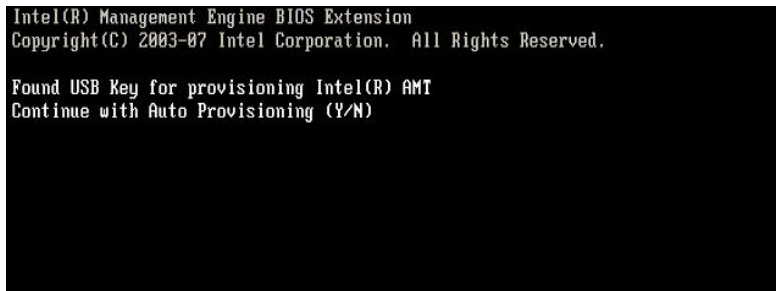 Intel(R) Management Engine BIOS Extension
Copyright(C) 2003-07 Intel Corporation. All Rights Reserved.
Found USB Key for provisioning Intel(R) AMT
Continue with Auto Provisioning (Y/N)